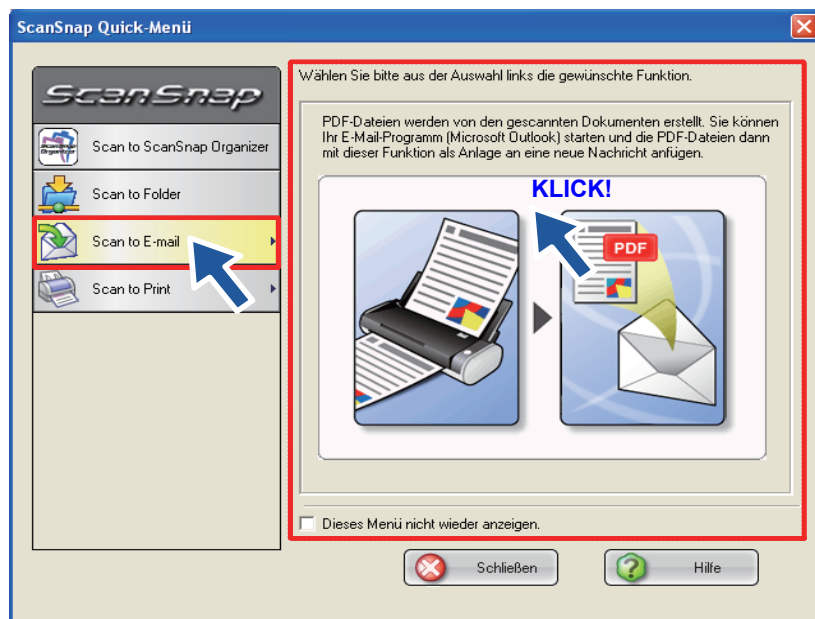 ScanSnap Quick-Menü
ScanSnap
Scan to ScanSnap Organizer
Scan to Folder
Scan to E-mail
Scan to Print
Wählen Sie bitte aus der Auswahl links die gewünschte Funktion.
PDF-Dateien werden von den gescannten Dokumenten erstellt. Sie können
Ihr E-Mail-Programm (Microsoft Outlook) starten und die PDF-Dateien dann
mit dieser Funktion als Anlage an eine neue Nachricht anfügen.
KLICK!
PDF
Dieses Menü nicht wieder anzeigen.
Schließen
Hilfe